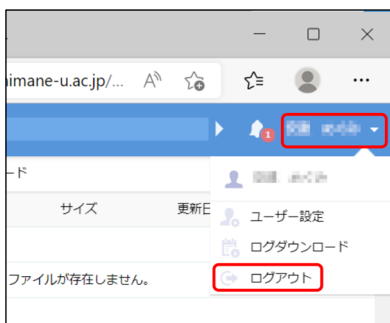 imane-u.ac.jp/...
1
ード
サイズ 更新日
ユーザー設定
ログダウンロード
ファイルが存在しません。
ログアウト